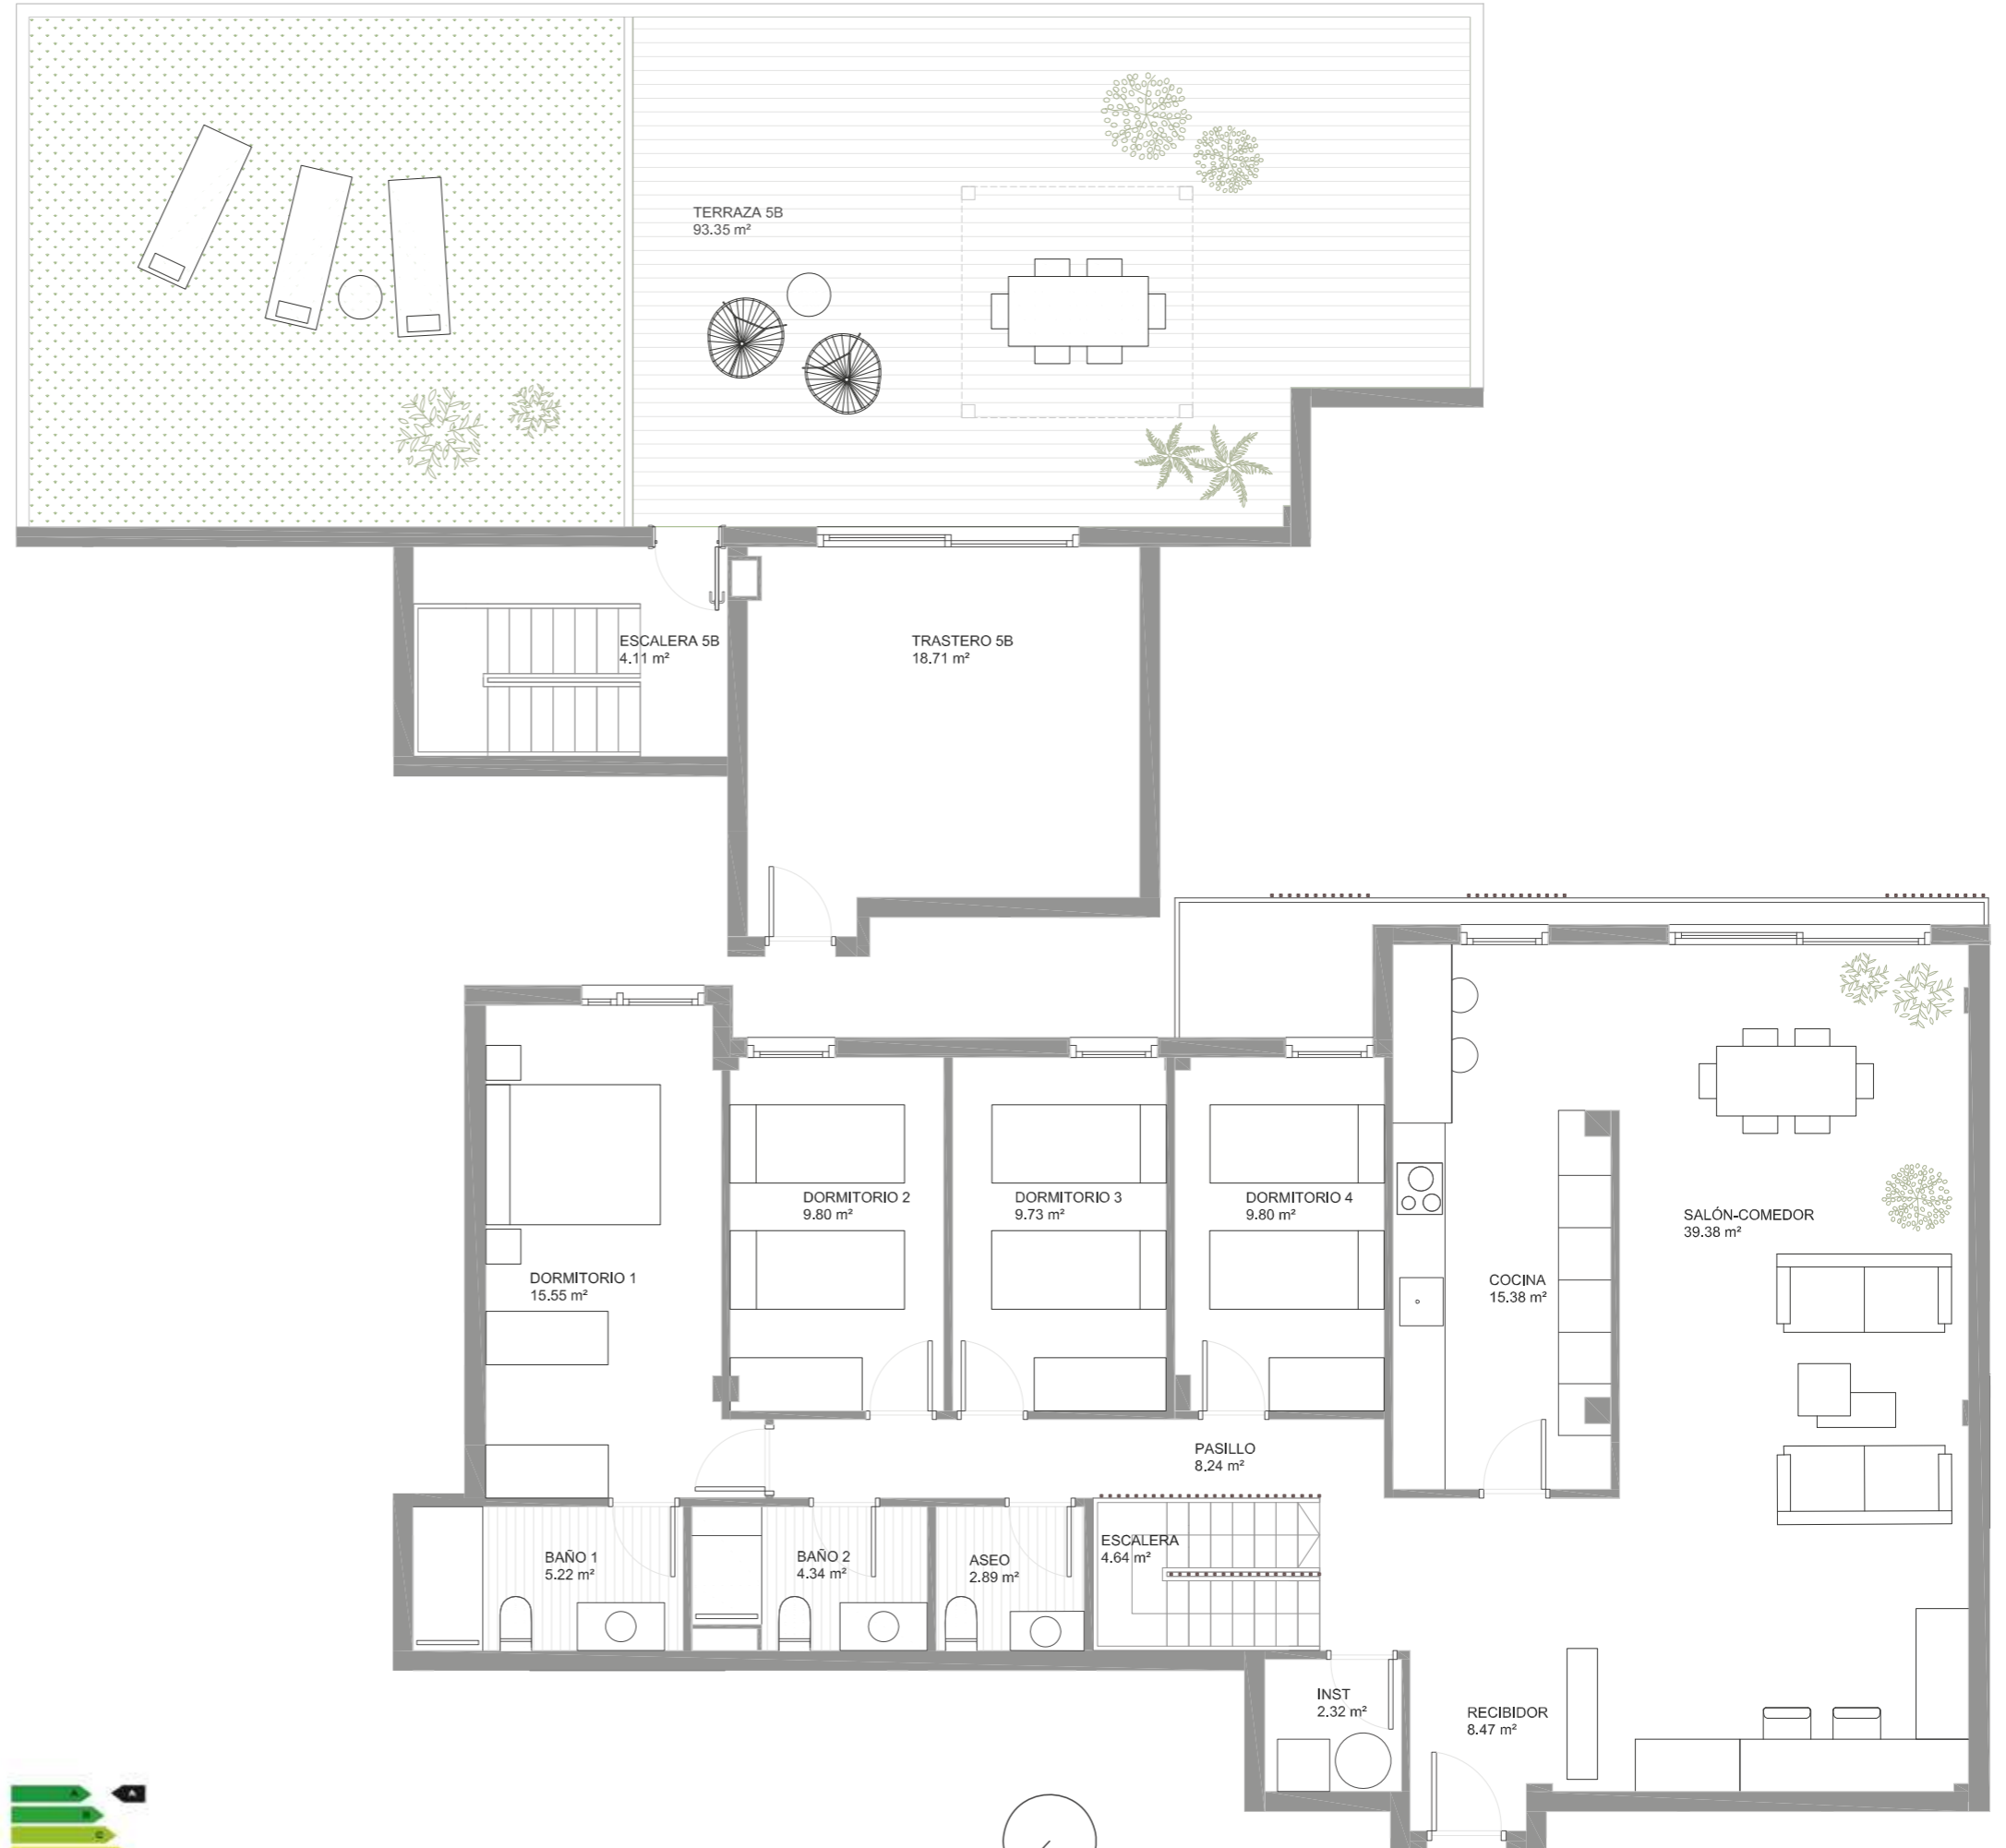 TERRAZA 5B
93.35 m²
ESCALERA 5B
4.11 m²
TRASTERO 5B
18.71 m²
DORMITORIO 2
9.80 m²
DORMITORIO 3
9.73 m²
DORMITORIO 4
9.80 m²
SALÓN-COMEDOR
39.38 m²
DORMITORIO 1
15.55 m²
COCINA
15.38 m²
PASILLO
8.24 m²
ESCALERA
4.64 m²
BAÑO 1
5.22 m²
BAÑO 2
4.34 m²
ASEO
2.89 m²
INST
2.32 m²
RECIBIDOR
8.47 m²
A
A
B
C